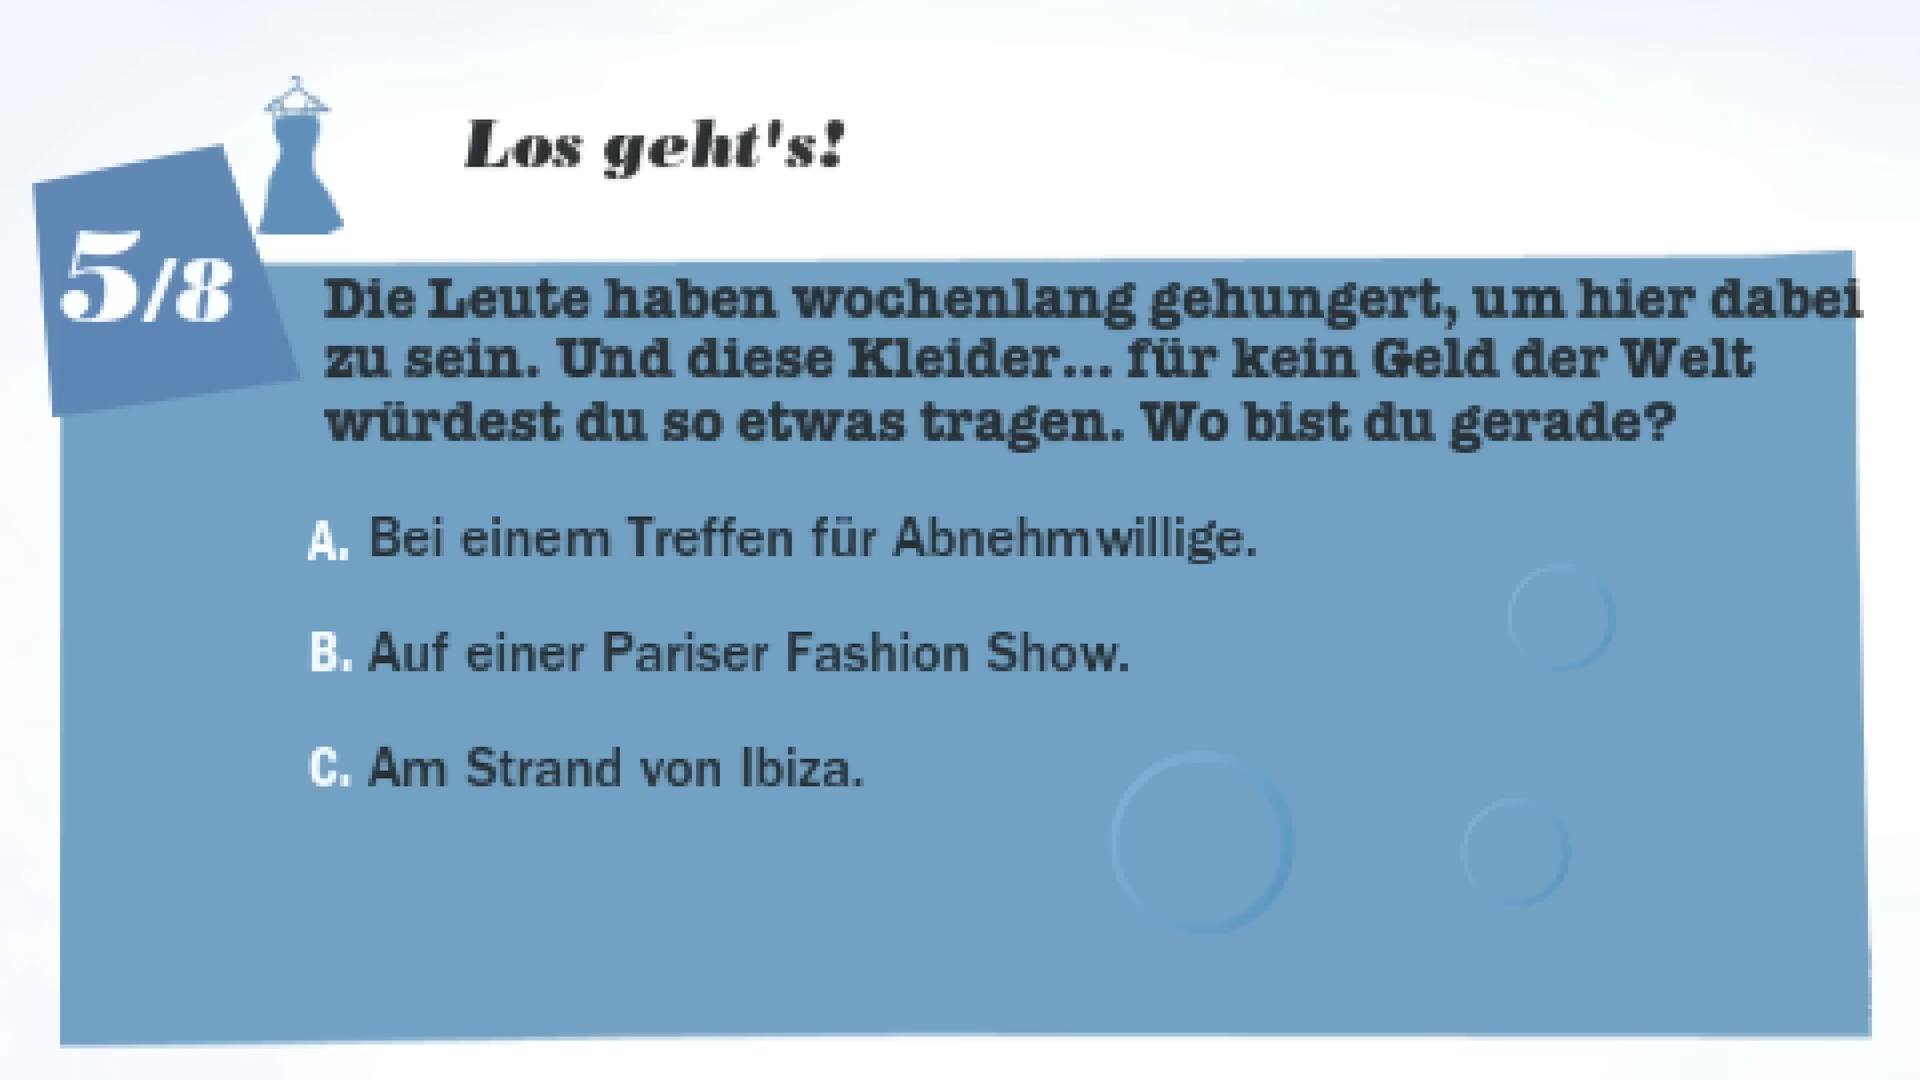 Los geht's!
5/8
Die Leute haben wochenlang gehungert, um hier dabei
zu sein. Und diese Kleider... für kein Geld der Welt
würdest du so etwas tragen. Wo bist du gerade?
A. Bei einem Treffen für Abnehmwillige.
B. Auf einer Pariser Fashion Show.
C. Am Strand von Ibiza.